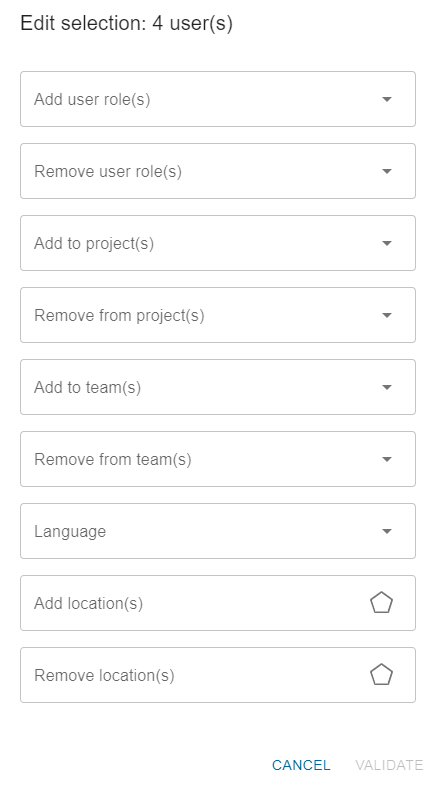 Edit selection: 4 user(s)
Add user role(s)
Remove user role(s)
Add to project(s)
Remove from project(s)
Add to team(s)
Remove from team(s)
Language
Add location(s)
Remove location(s)
CANCEL VALIDATE